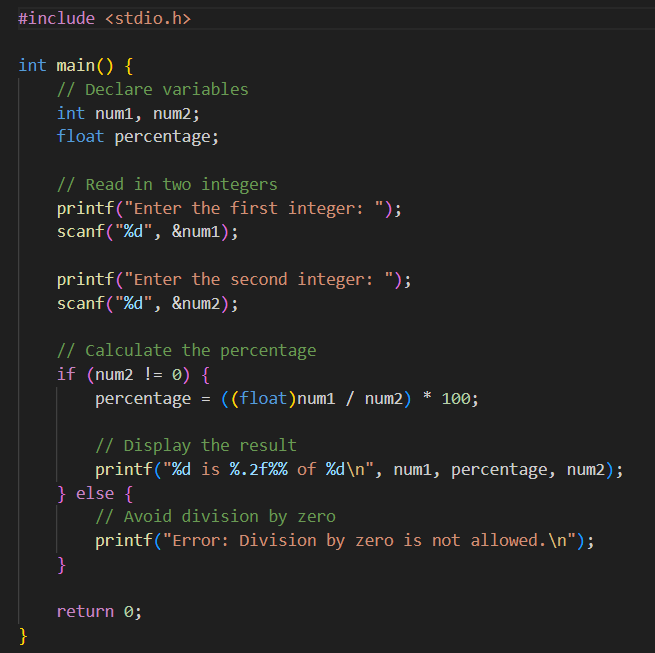 #include <stdio.h>

int main() {
    // Declare variables
    int num1, num2;
    float percentage;

    // Read in two integers
    printf("Enter the first integer: ");
    scanf("%d", &num1);

    printf("Enter the second integer: ");
    scanf("%d", &num2);

    // Calculate the percentage
    if (num2 != 0) {
        percentage = ((float)num1 / num2) * 100;

        // Display the result
        printf("%d is %.2f%% of %d\n", num1, percentage, num2);
    } else {
        // Avoid division by zero
        printf("Error: Division by zero is not allowed.\n");
    }

    return 0;
}